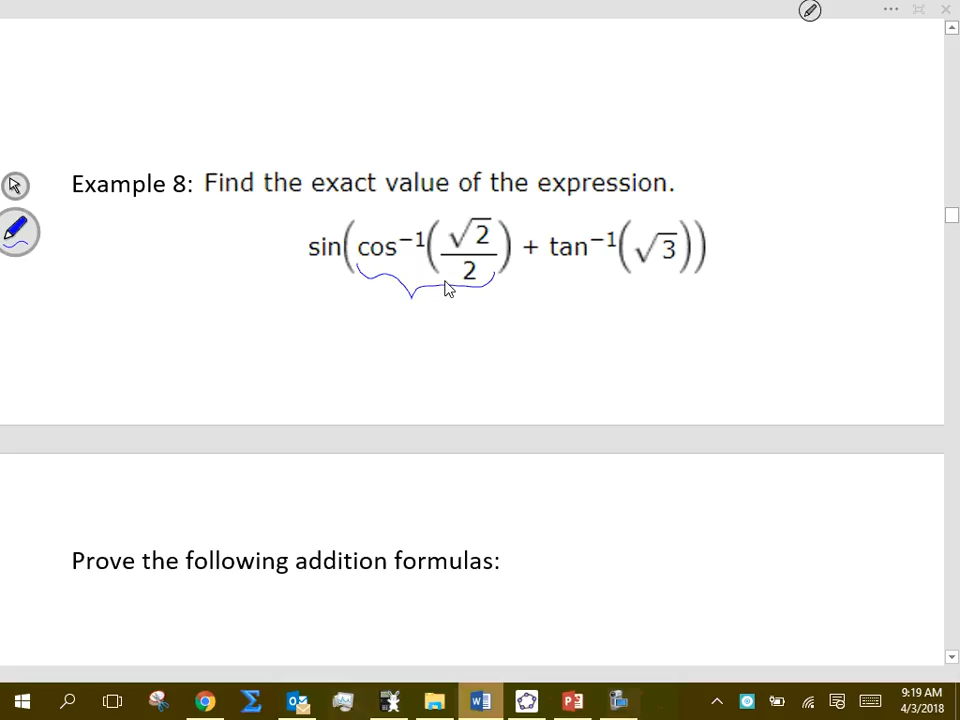 Example 8: Find the exact value of the expression.
sin(cos⁻¹(√2/2) + tan⁻¹(√3))
Prove the following addition formulas:
9:19 AM
4/3/2018